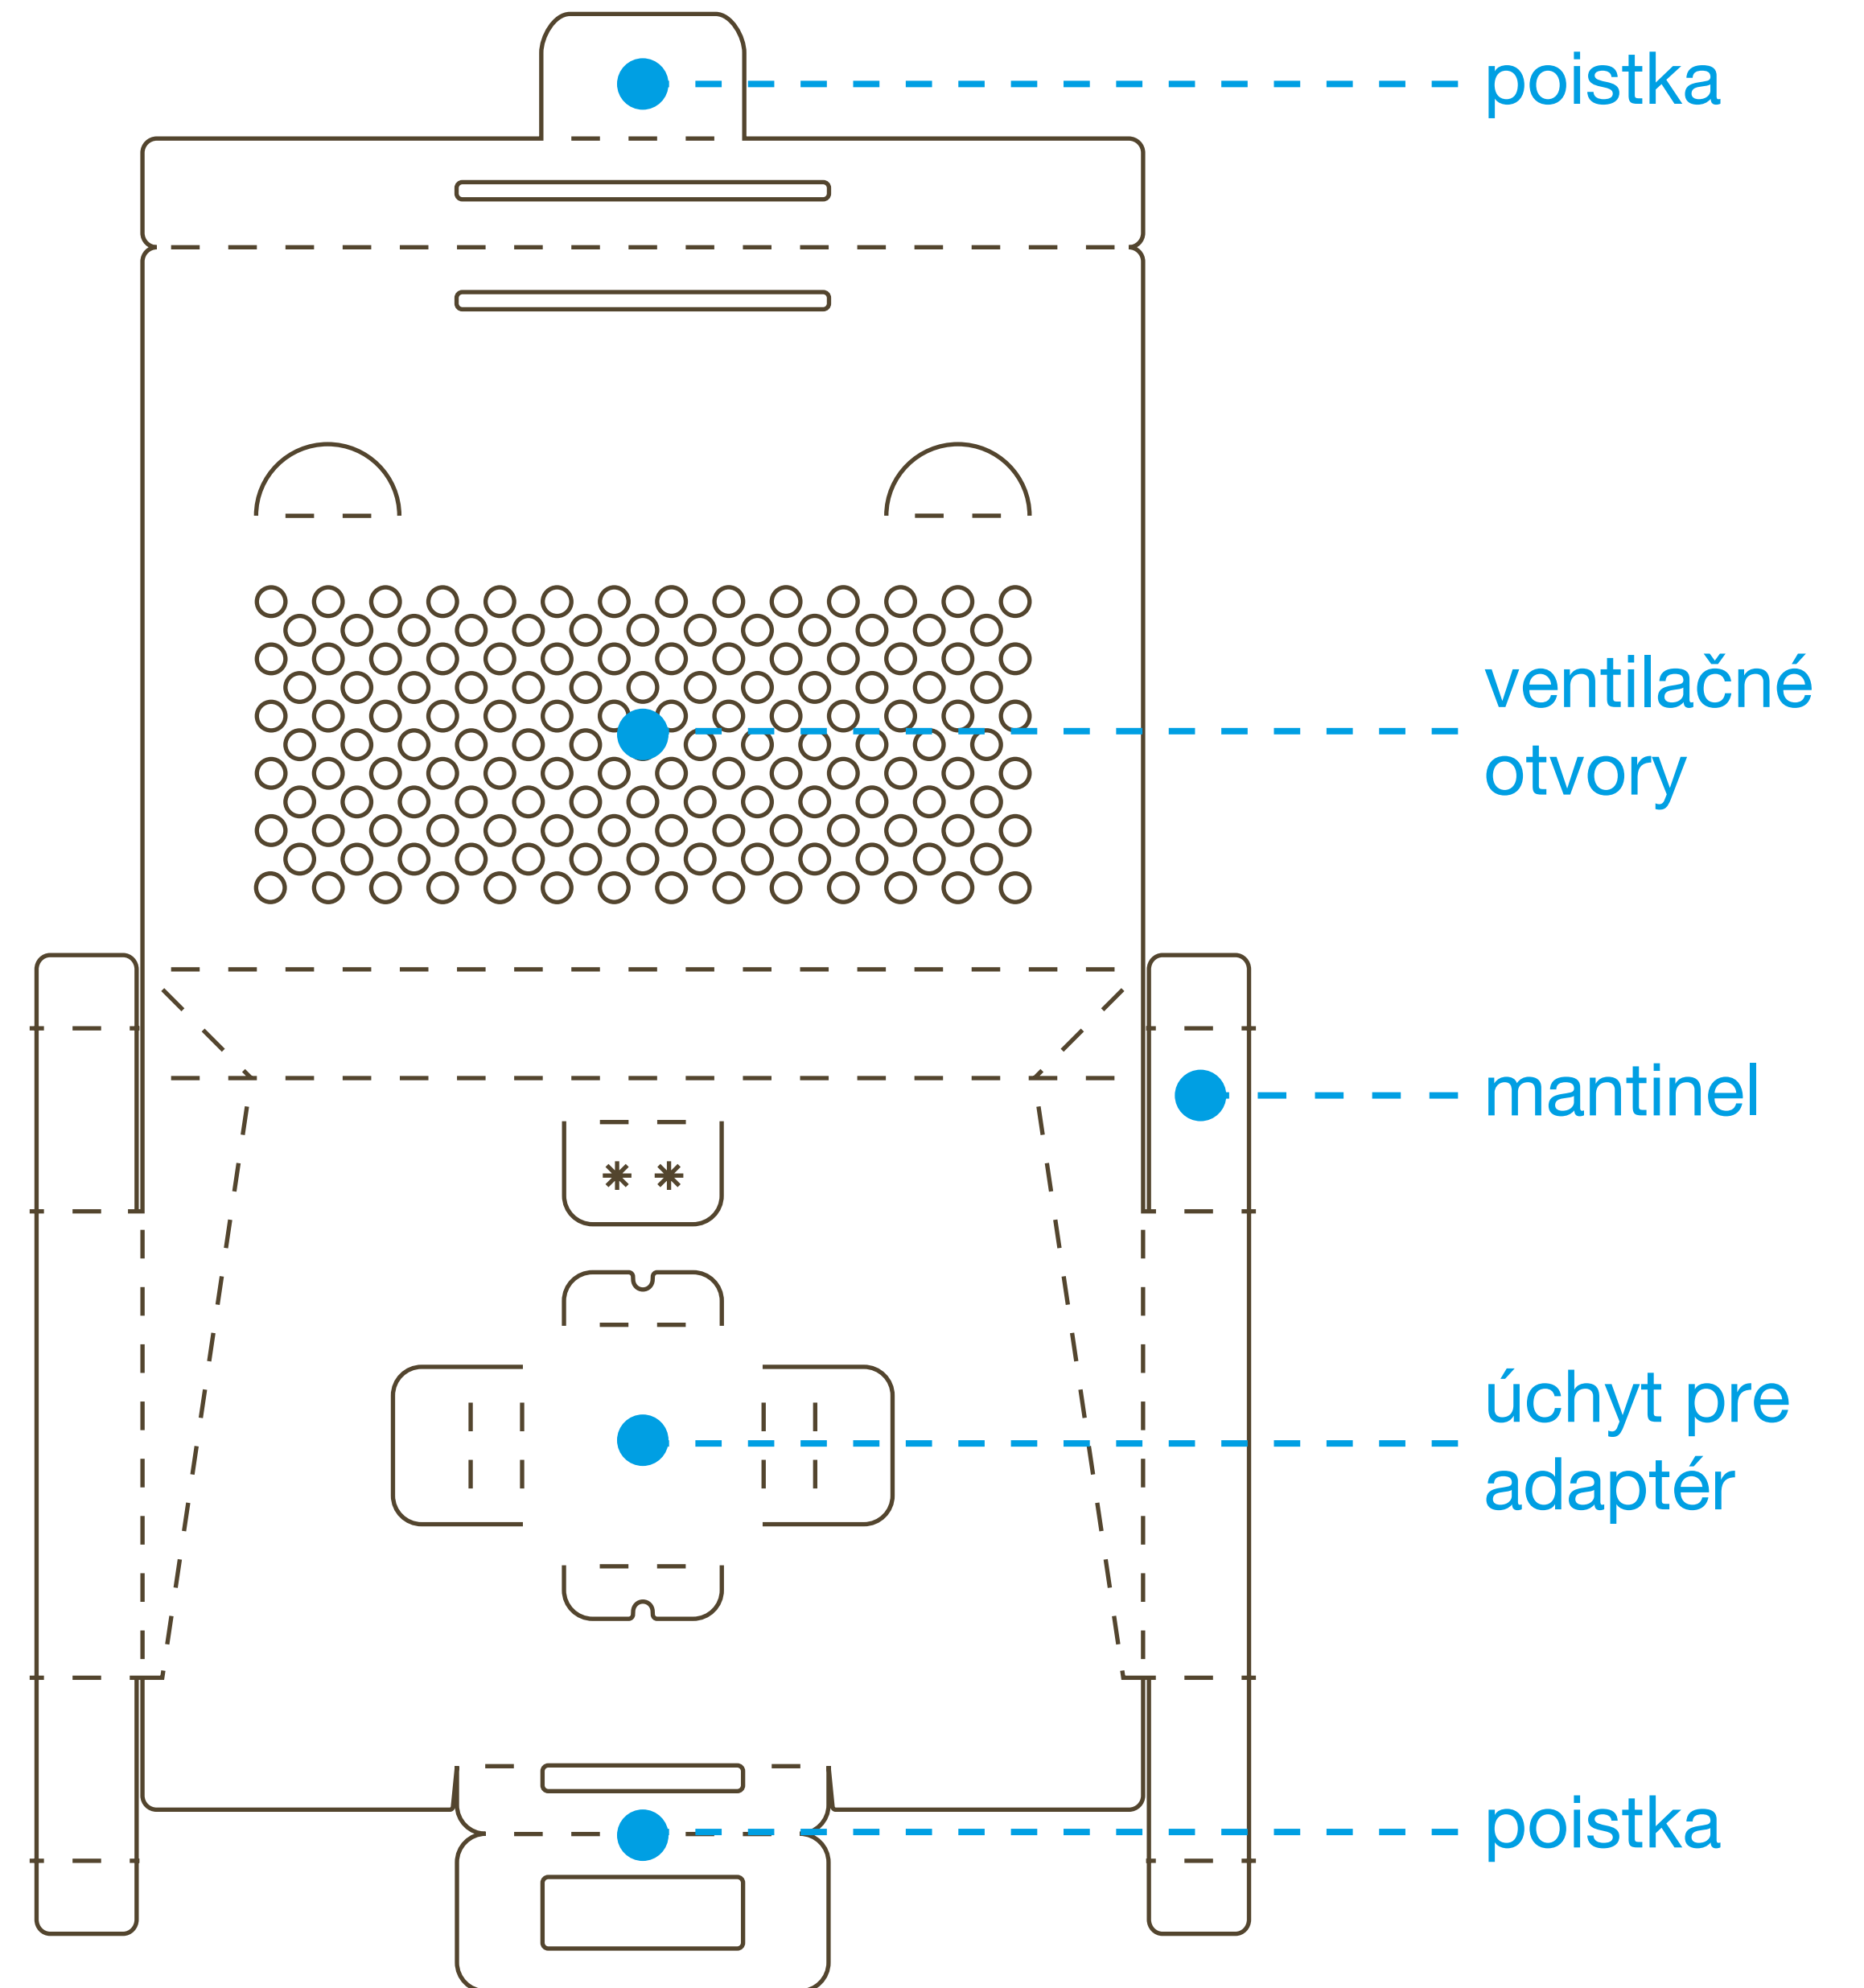 poistka
ventilačné
otvory
mantinel
úchyt pre
adaptér
poistka